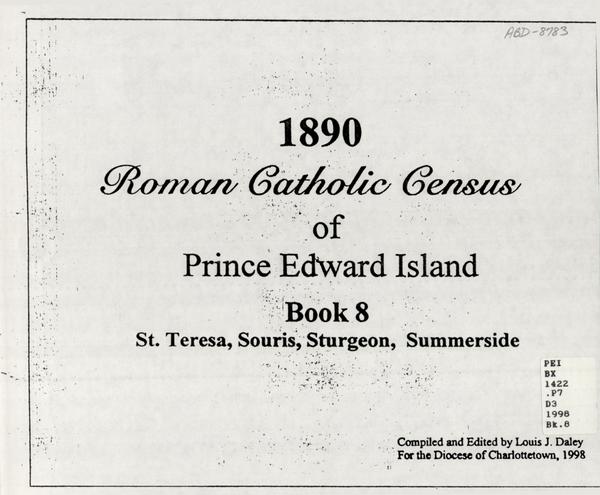 ABD-8783
1890
Roman Catholic Census
of
Prince Edward Island
Book 8
St. Teresa, Souris, Sturgeon, Summerside
PEI
BX
1422
.P7
D3
1998
Bk.8
Compiled and Edited by Louis J. Daley
For the Diocese of Charlottetown, 1998